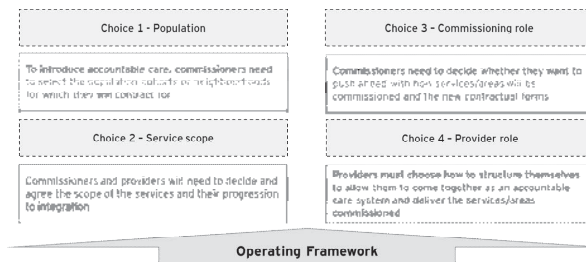 Choice 1 - Population
To introduce accountable care, commissioners need
to select the population cohorts or neighbourhoods
for which they will contract for
Choice 2 – Service scope
Commissioners and providers will need to decide and
agree the scope of the services and their progression
to integration
Choice 3 – Commissioning role
Commissioners need to decide whether they want to
push ahead with how services/areas will be
commissioned and the new contractual forms
Choice 4 – Provider role
Providers must choose how to structure themselves
to allow them to come together as an accountable
care system and deliver the services/areas
commissioned
Operating Framework